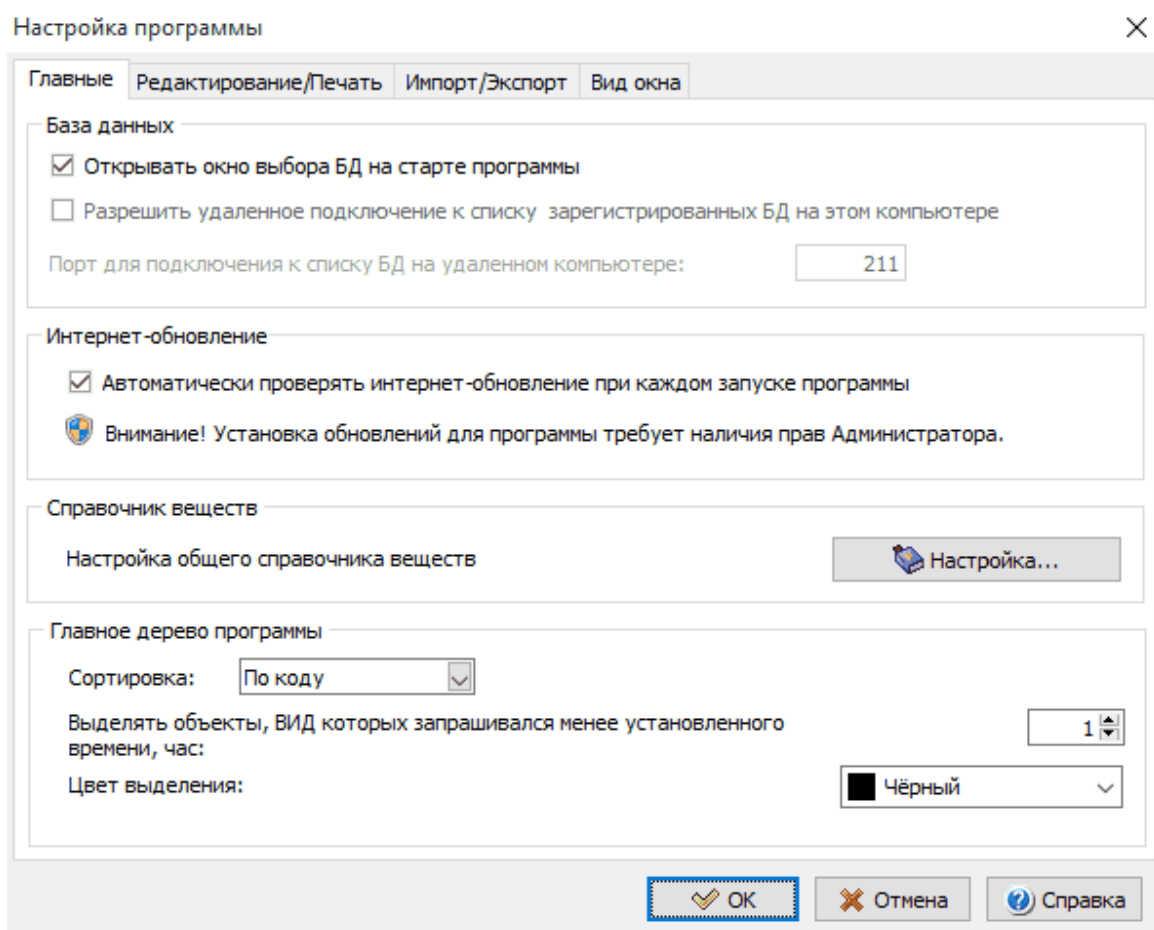 Настройка программы
Главные Редактирование/Печать Импорт/Экспорт Вид окна
База данных
Открывать окно выбора БД на старте программы
Разрешить удаленное подключение к списку зарегистрированных БД на этом компьютере
Порт для подключения к списку БД на удаленном компьютере: 211
Интернет-обновление
Автоматически проверять интернет-обновление при каждом запуске программы
Внимание! Установка обновлений для программы требует наличия прав Администратора.
Справочник веществ
Настройка общего справочника веществ Настройка...
Главное дерево программы
Сортировка: По коду
Выделять объекты, ВИД которых запрашивался менее установленного
времени, час: 1
Цвет выделения: Чёрный
ОК Отмена Справка